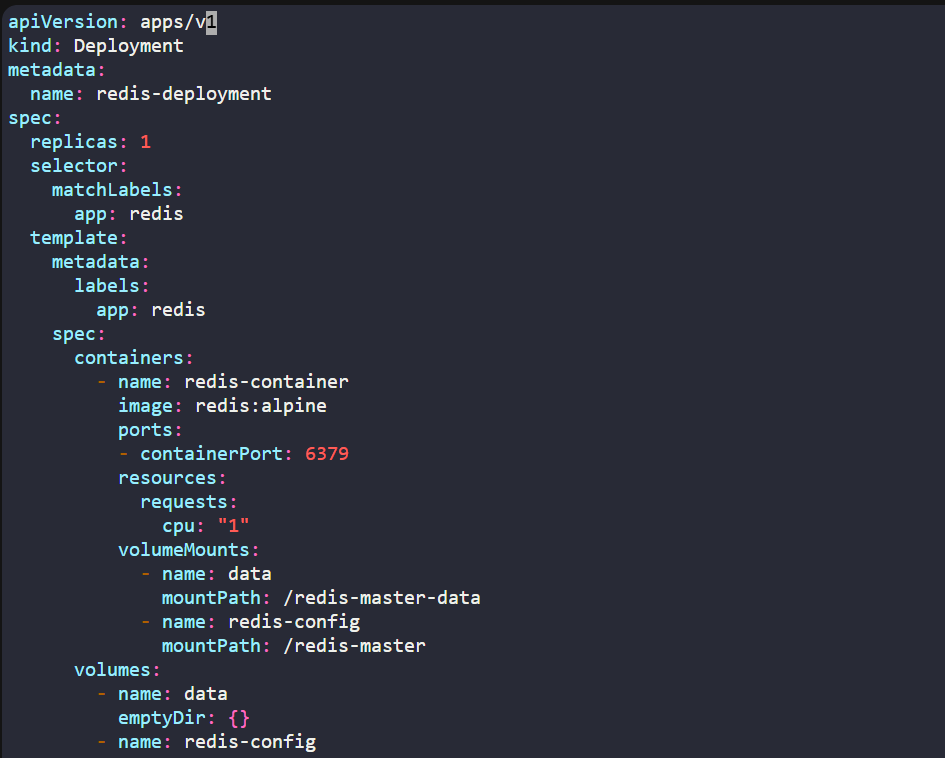 apiVersion: apps/v1
kind: Deployment
metadata:
  name: redis-deployment
spec:
  replicas: 1
  selector:
    matchLabels:
      app: redis
  template:
    metadata:
      labels:
        app: redis
    spec:
      containers:
        - name: redis-container
          image: redis:alpine
          ports:
          - containerPort: 6379
          resources:
            requests:
              cpu: "1"
          volumeMounts:
            - name: data
              mountPath: /redis-master-data
            - name: redis-config
              mountPath: /redis-master
      volumes:
        - name: data
          emptyDir: {}
        - name: redis-config